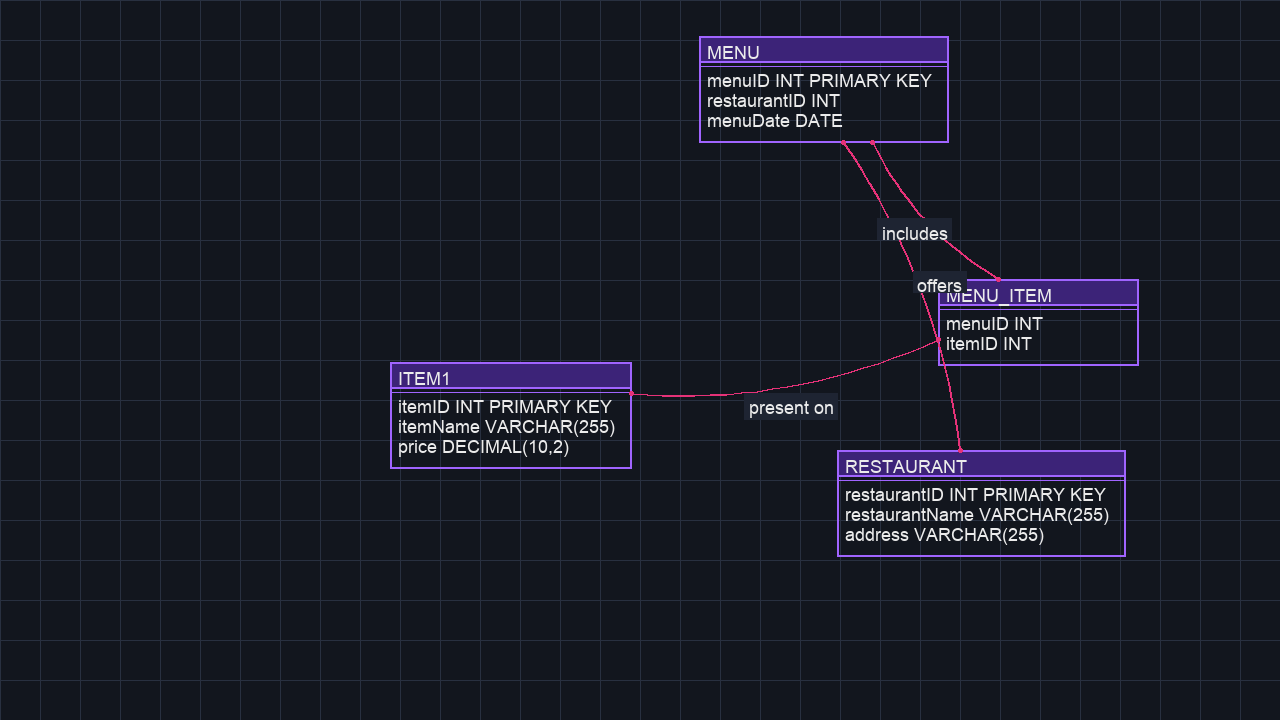 MENU
menuID INT PRIMARY KEY
restaurantID INT
menuDate DATE
includes
offers
MENU_ITEM
menuID INT
itemID INT
ITEM1
itemID INT PRIMARY KEY
itemName VARCHAR(255)
price DECIMAL(10,2)
present on
RESTAURANT
restaurantID INT PRIMARY KEY
restaurantName VARCHAR(255)
address VARCHAR(255)